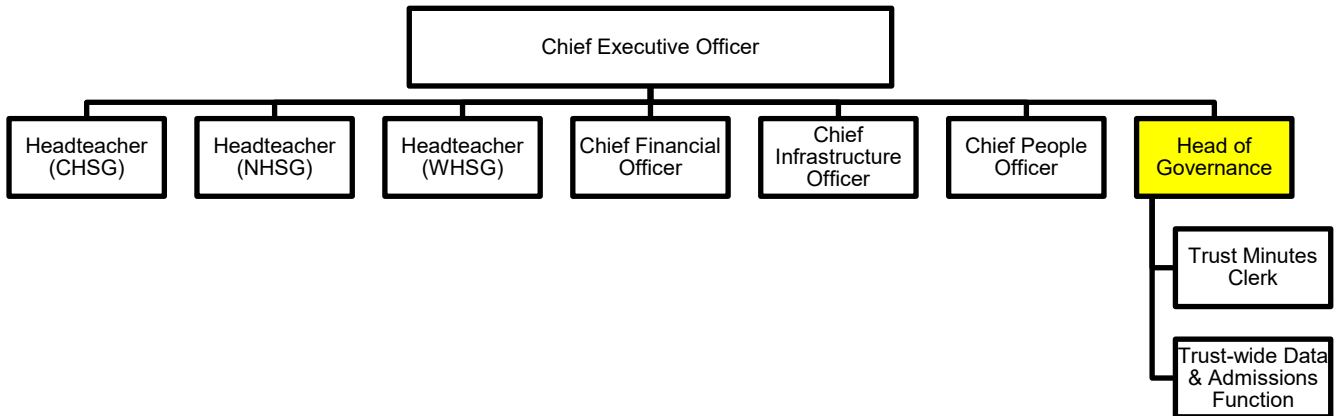 Chief Executive Officer
Headteacher
(CHSG)
Headteacher
(NHSG)
Headteacher
(WHSG)
Chief Financial
Officer
Chief
Infrastructure
Officer
Chief People
Officer
Head of
Governance
Trust Minutes
Clerk
Trust-wide Data
& Admissions
Function